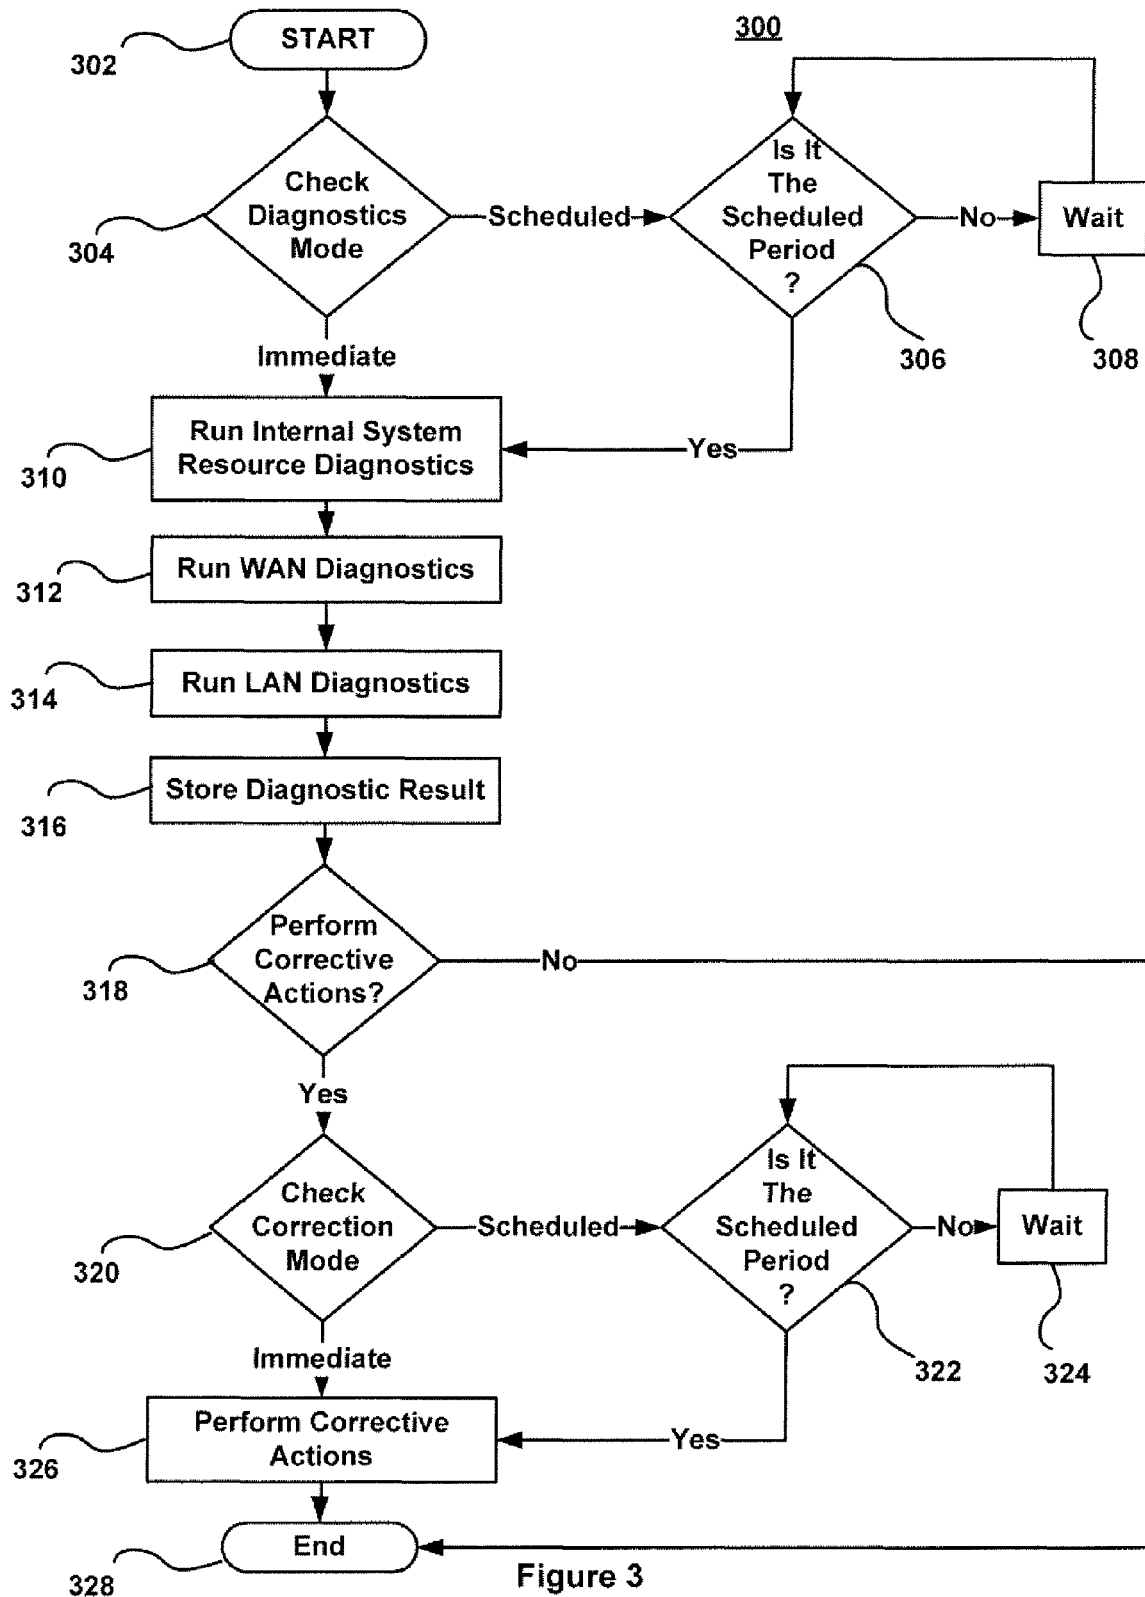 300
START
302
Check
Diagnostics
Mode
304
Scheduled
Is It
The
Scheduled
Period
?
306
No
Wait
308
Immediate
Yes
Run Internal System
Resource Diagnostics
310
Run WAN Diagnostics
312
Run LAN Diagnostics
314
Store Diagnostic Result
316
Perform
Corrective
Actions?
318
No
Yes
Check
Correction
Mode
320
Scheduled
Is It
The
Scheduled
Period
?
322
No
Wait
324
Immediate
Yes
Perform Corrective
Actions
326
End
328
Figure 3